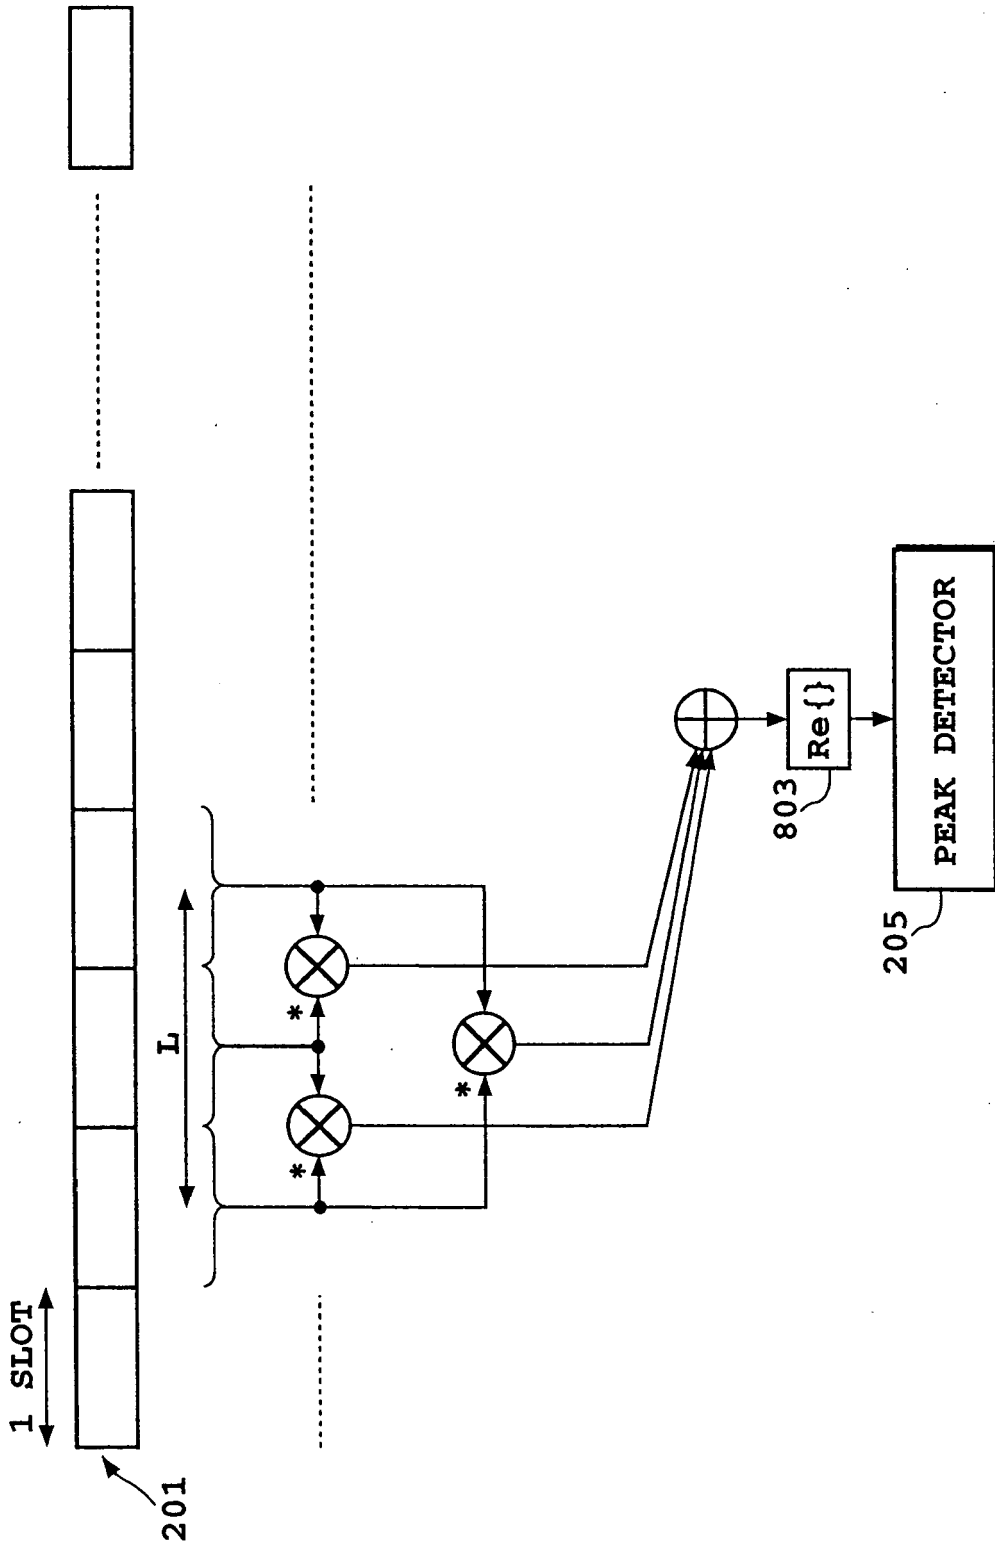 1 SLOT
201
L
*
*
*
803
Re{}
205
PEAK DETECTOR